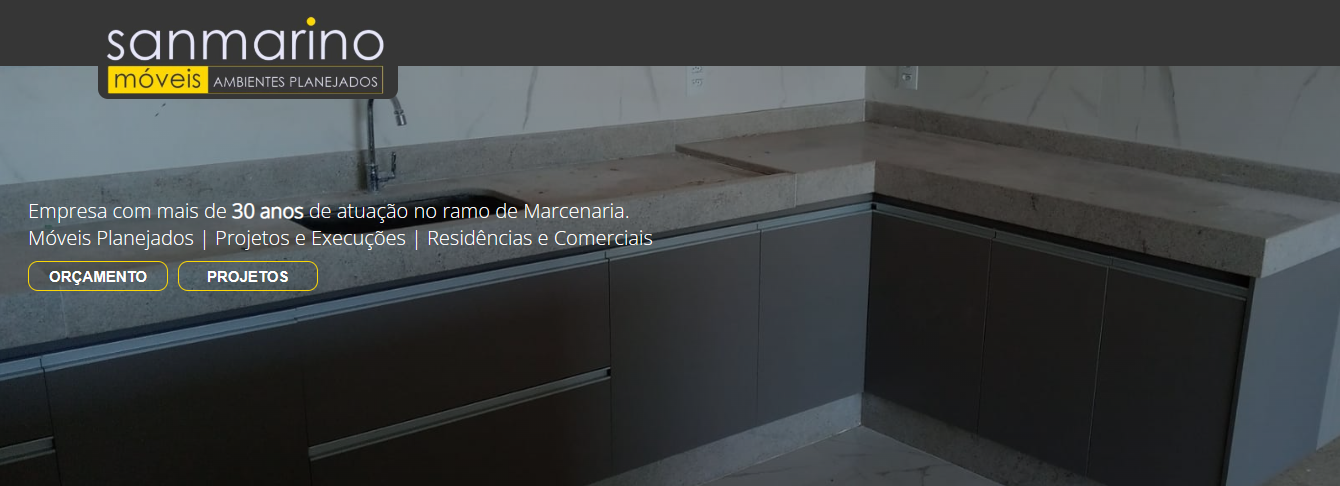 sanmarino
móveis AMBIENTES PLANEJADOS
Empresa com mais de 30 anos de atuação no ramo de Marcenaria.
Móveis Planejados | Projetos e Execuções | Residências e Comerciais
ORÇAMENTO PROJETOS